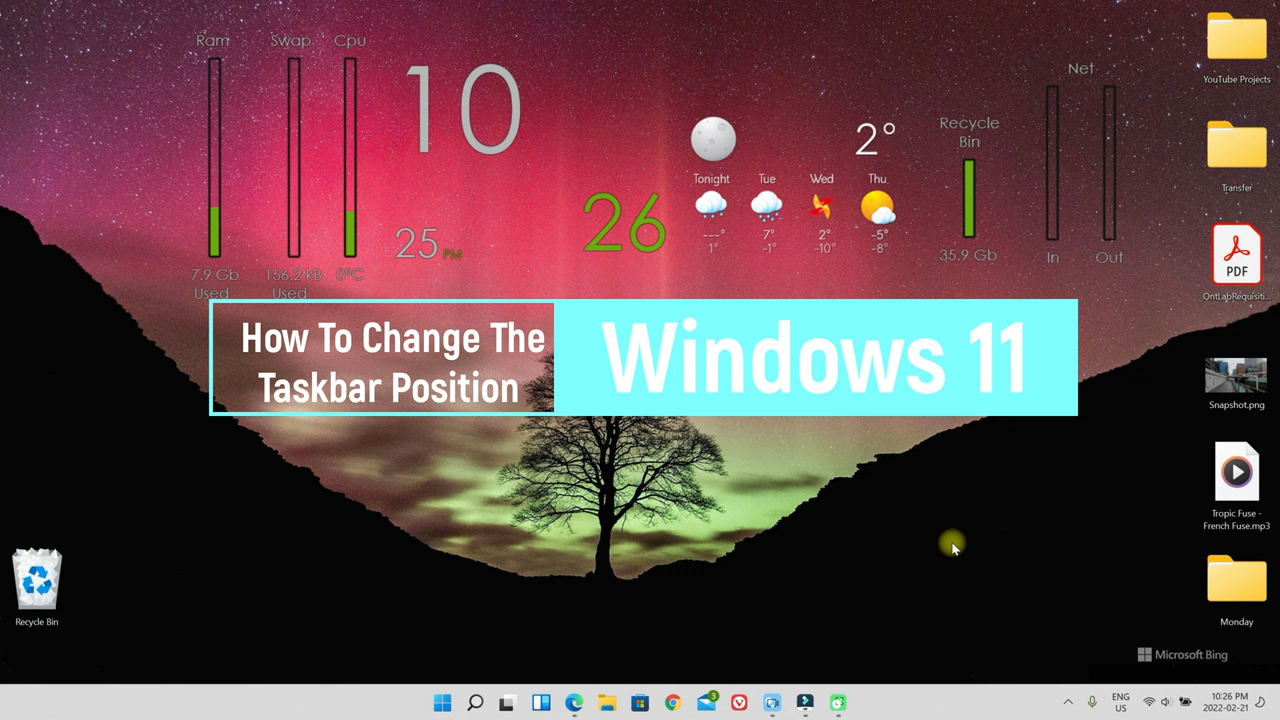 Ram
Swap
Cpu
10
25
PM
26
7.9 Gb
Used
156.2 kB
Used
0°C
2°
Tonight
Tue
Wed
Thu
---°
1°
7°
-1°
2°
-10°
-5°
-8°
Recycle
Bin
35.9 Gb
Net
In
Out
YouTube Projects
Transfer
PDF
OntLabRequisiti...
Snapshot.png
Tropic Fuse -
French Fuse.mp3
Monday
How To Change The
Taskbar Position
Windows 11
Recycle Bin
Microsoft Bing
3
ENG
US
10:26 PM
2022-02-21